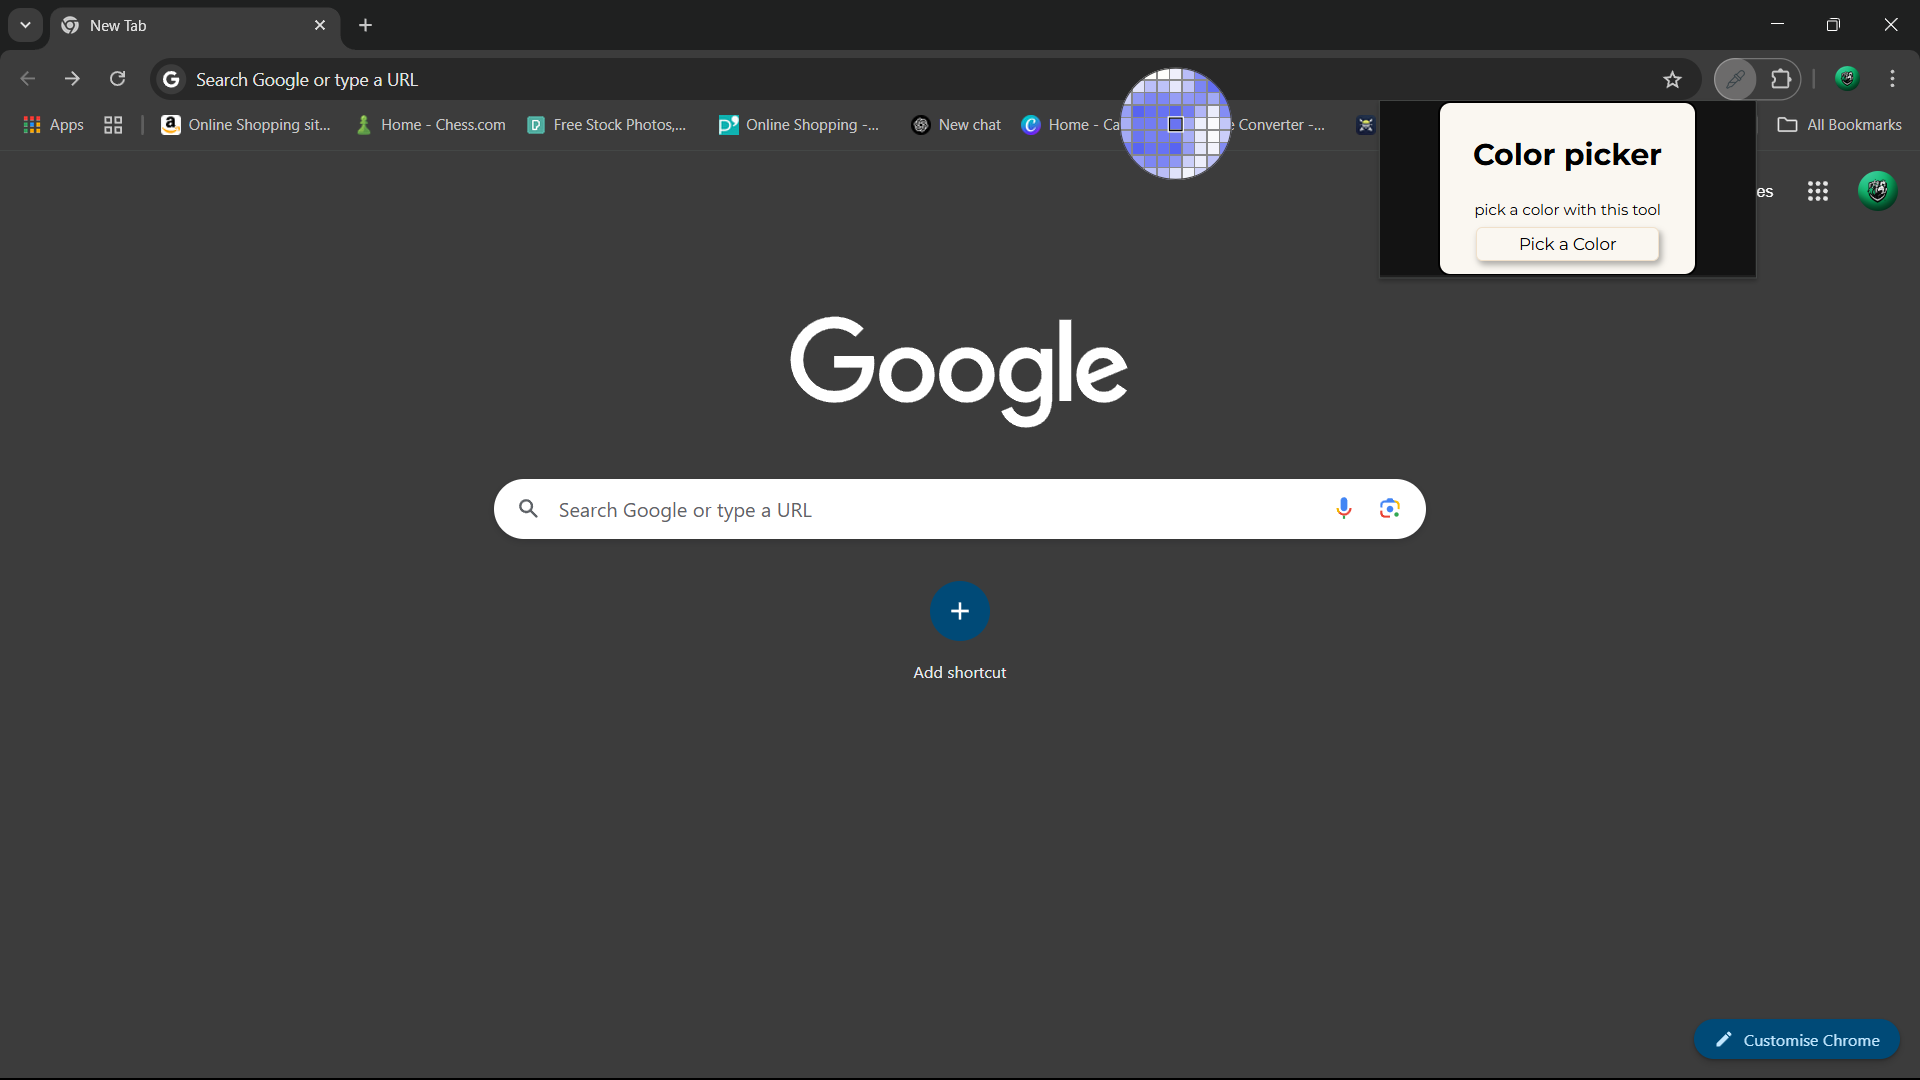 New Tab
Search Google or type a URL
Apps
Online Shopping sit...
Home - Chess.com
Free Stock Photos,...
Online Shopping -...
New chat
Home - Ca
Converter -...
All Bookmarks
Color picker
pick a color with this tool
Pick a Color
es
Google
Search Google or type a URL
Add shortcut
Customise Chrome